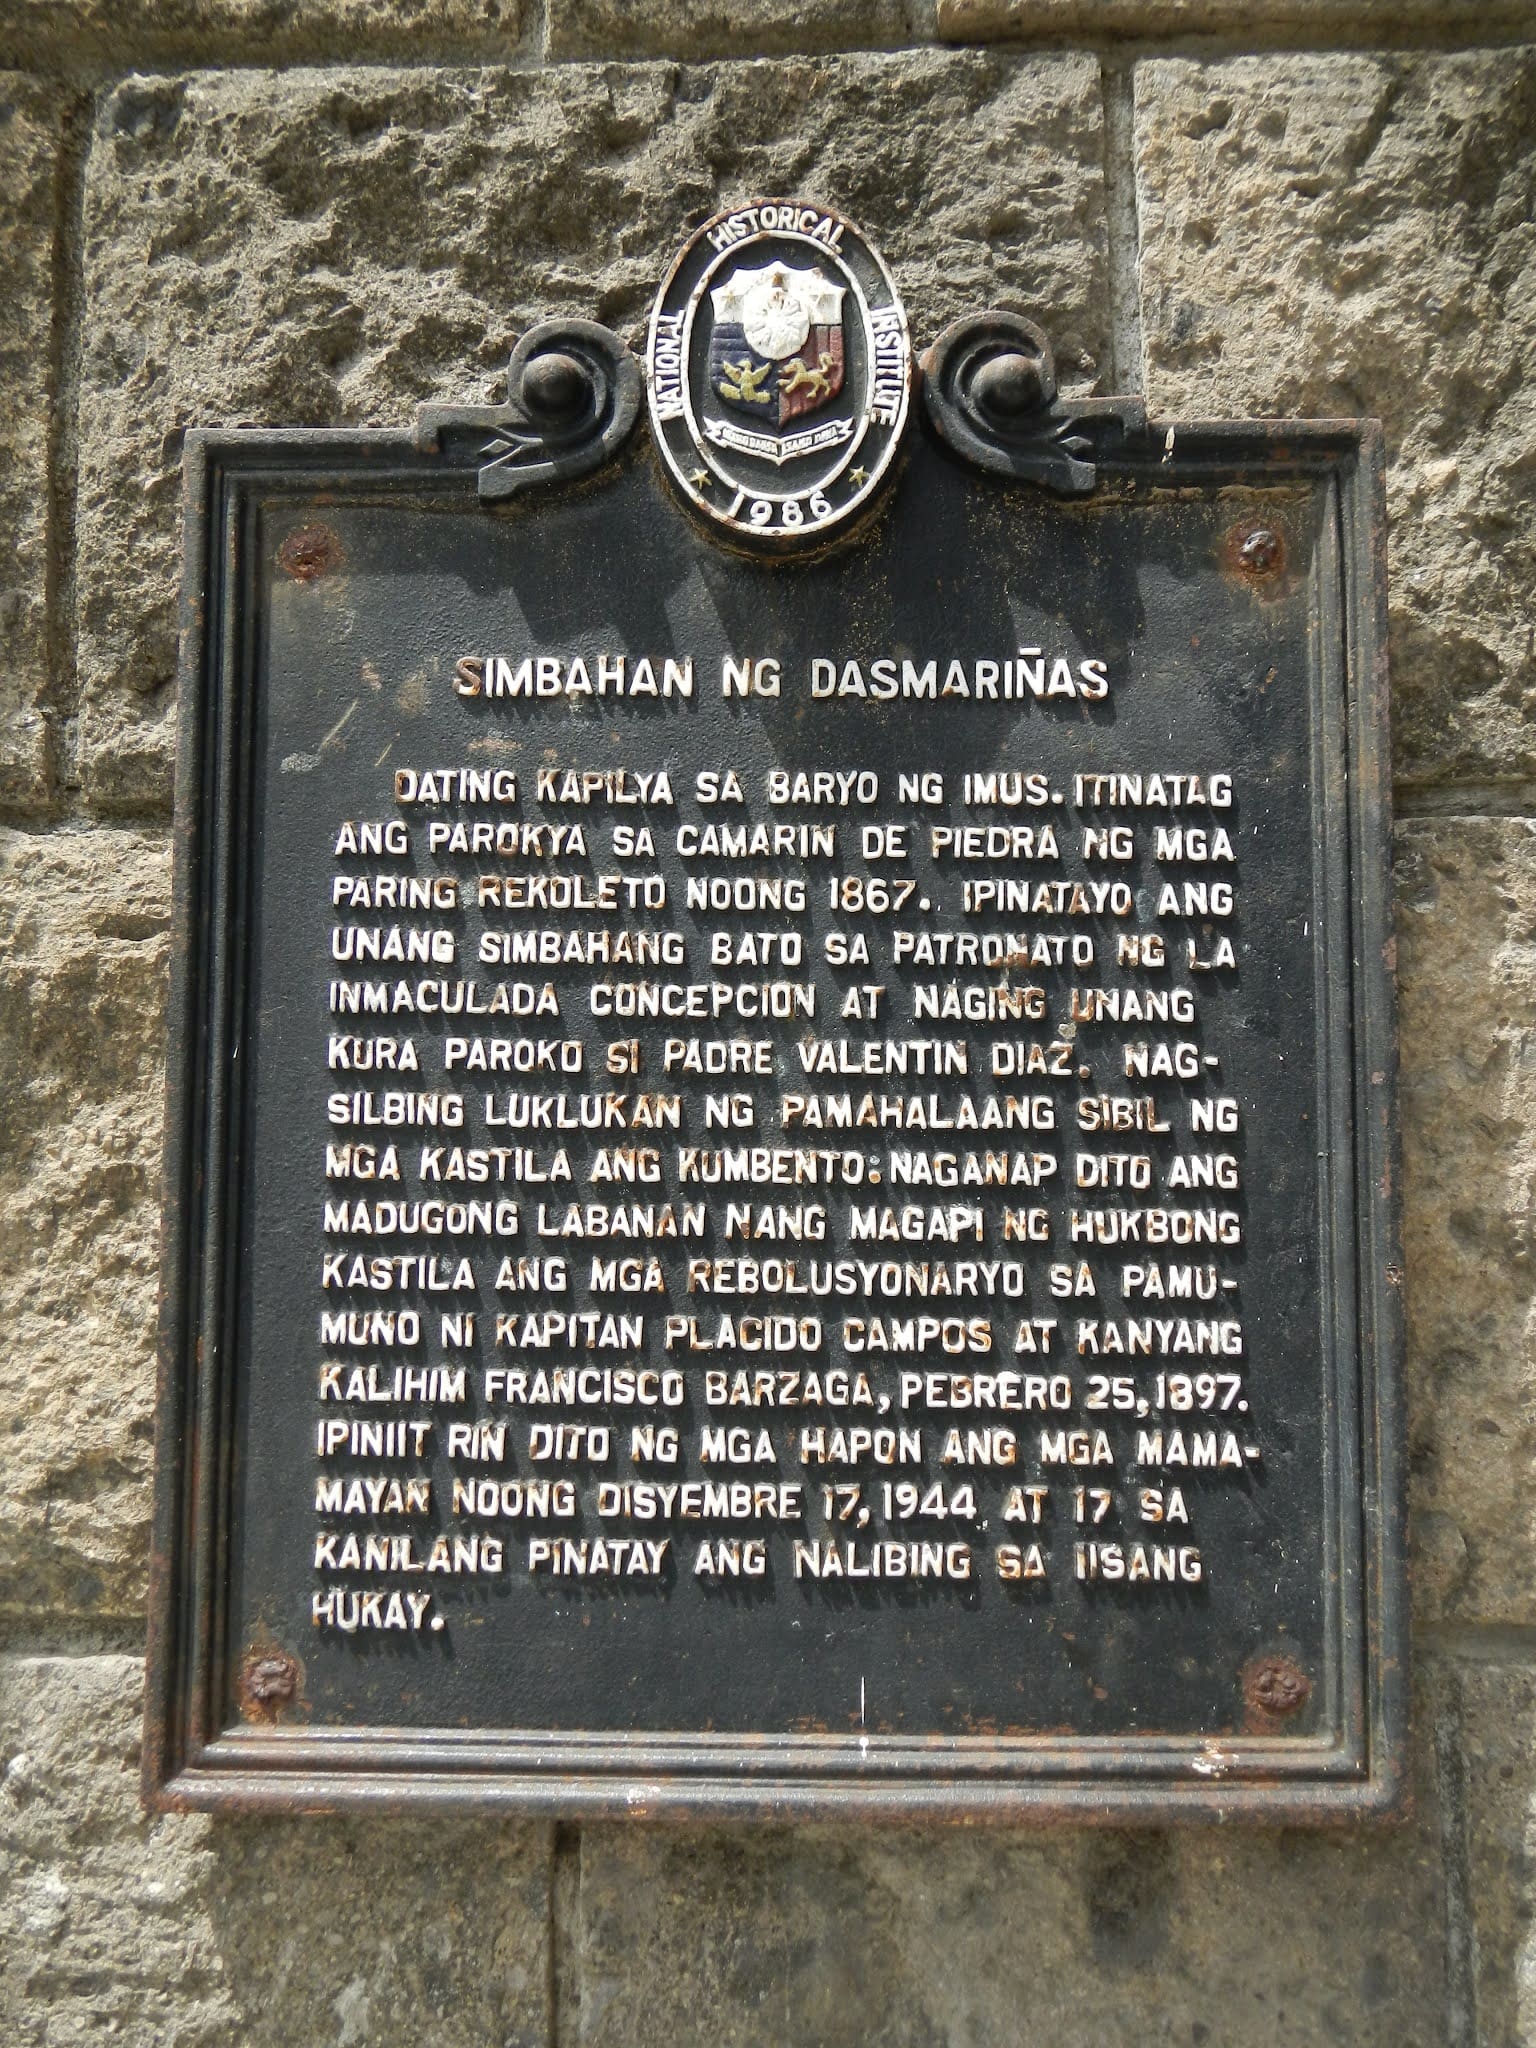 NATIONAL HISTORICAL INSTITUTE
1986
SIMBAHAN NG DASMARIÑAS
DATING KAPILYA SA BARYO NG IMUS. ITINATAG
ANG PAROKYA SA CAMARIN DE PIEDRA NG MGA
PARING REKOLETO NOONG 1867. IPINATAYO ANG
UNANG SIMBAHANG BATO SA PATRONATO NG LA
INMACULADA CONCEPCION AT NAGING UNANG
KURA PAROKO SI PADRE VALENTIN DIAZ. NAG-
SILBING LUKLUKAN NG PAMAHALAANG SIBIL NG
MGA KASTILA ANG KUMBENTO. NAGANAP DITO ANG
MADUGONG LABANAN NANG MAGAPI NG HUKBONG
KASTILA ANG MGA REBOLUSYONARYO SA PAMU-
MUNO NI KAPITAN PLACIDO CAMPOS AT KANYANG
KALIHIM FRANCISCO BARZAGA, PEBRERO 25, 1897.
IPINIIT RIN DITO NG MGA HAPON ANG MGA MAMA-
MAYAN NOONG DISYEMBRE 17, 1944 AT 17 SA
KANILANG PINATAY ANG NALIBING SA IISANG
HUKAY.